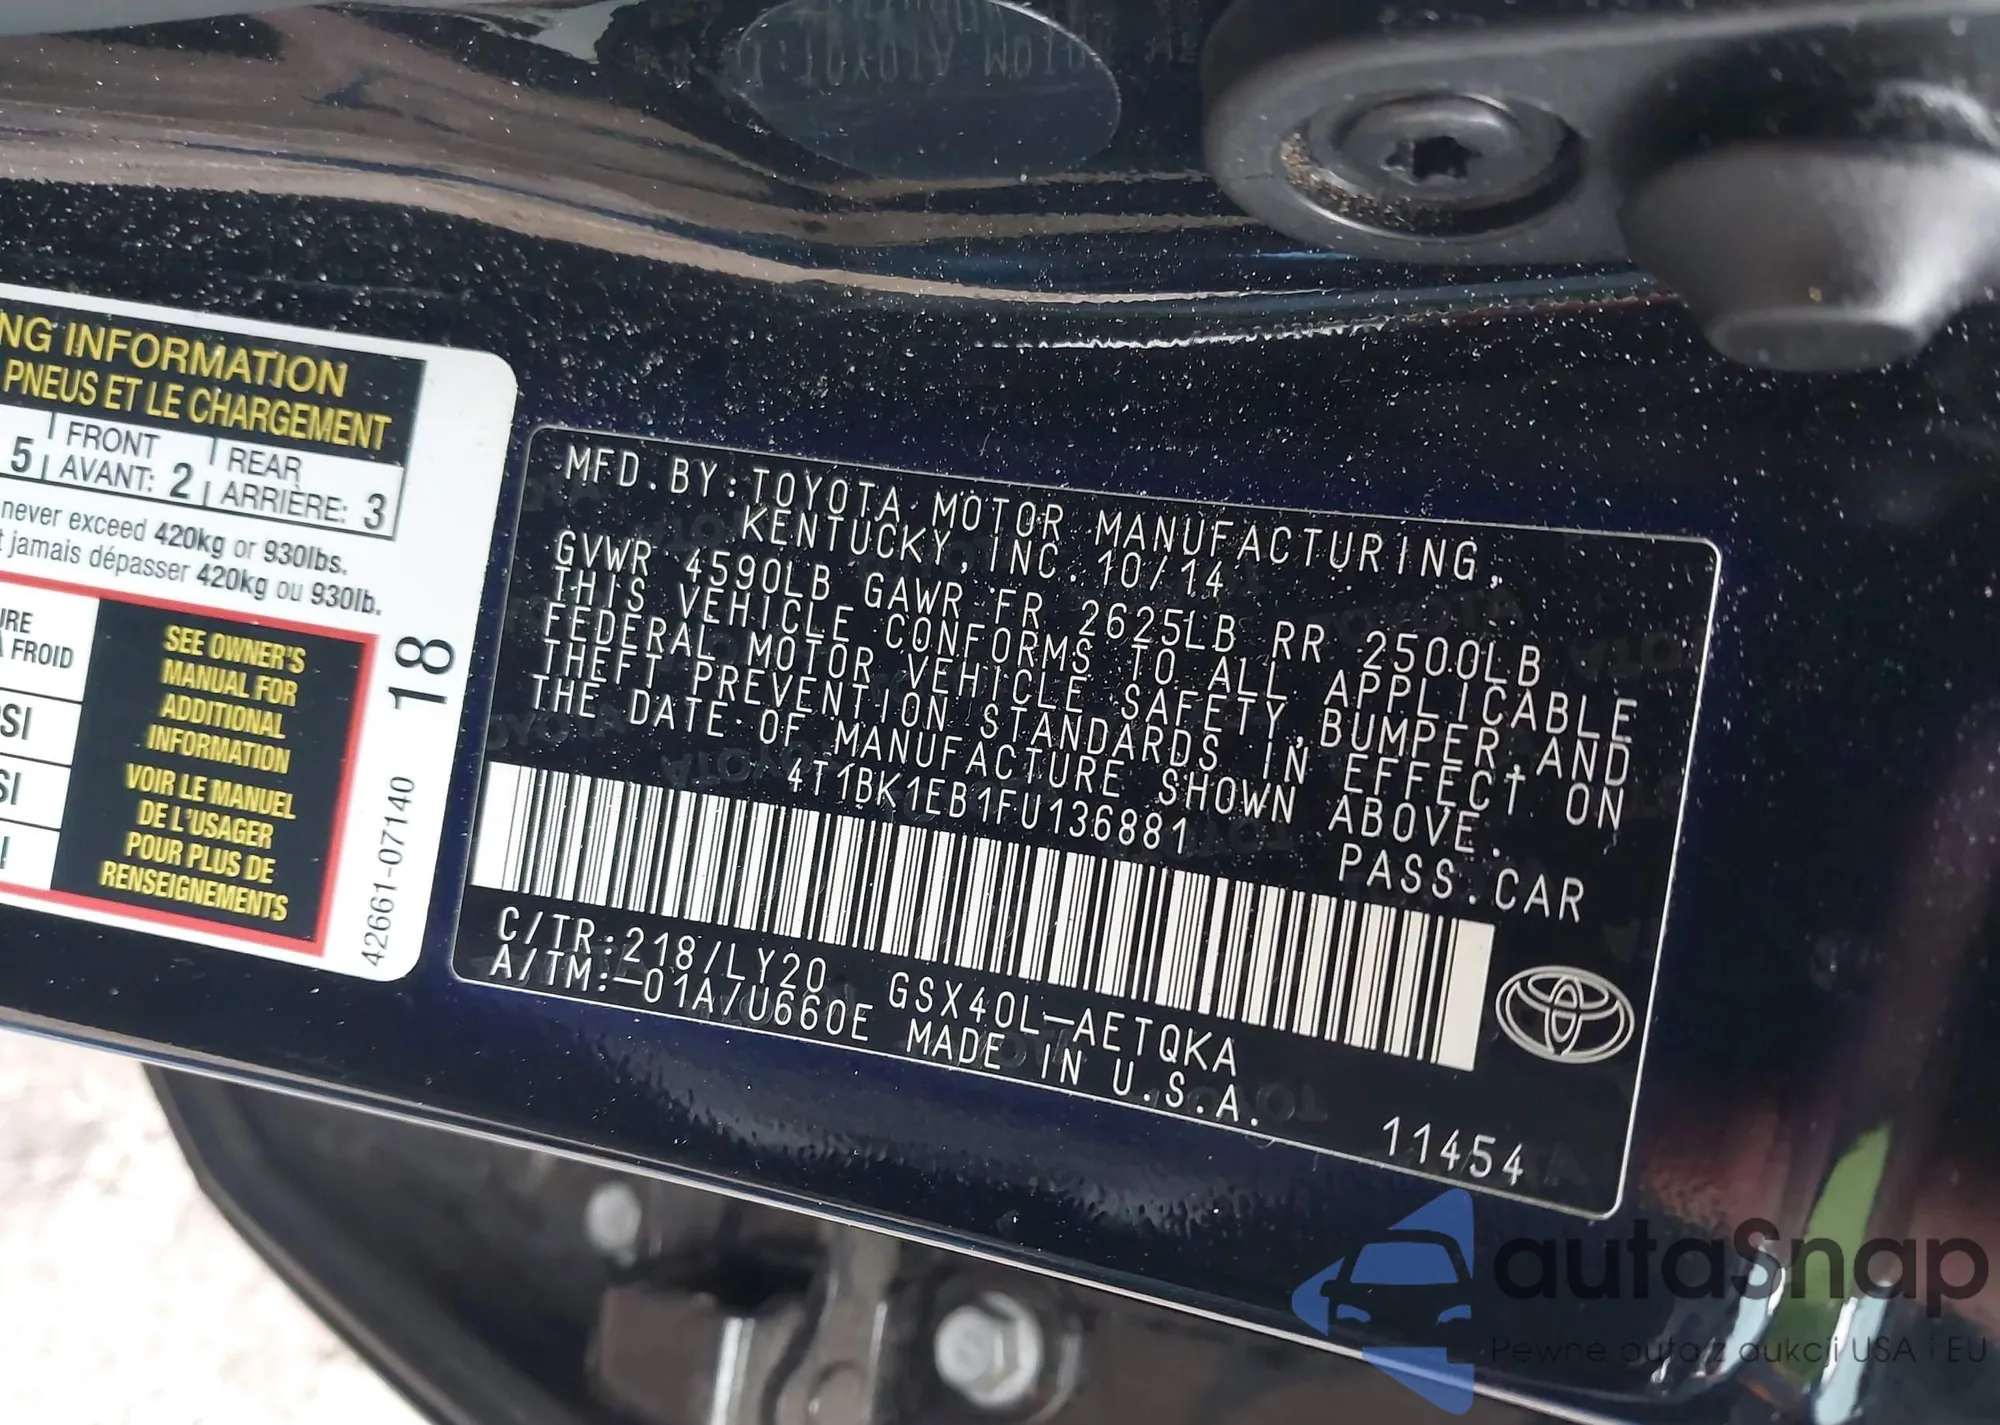 NG INFORMATION
PNEUS ET LE CHARGEMENT
5 FRONT AVANT: 2 REAR ARRIÈRE: 3
never exceed 420kg or 930lbs.
jamais dépasser 420kg ou 930lb.
FROID
SEE OWNER'S
MANUAL FOR
ADDITIONAL
INFORMATION
VOIR LE MANUEL
DE L'USAGER
POUR PLUS DE
RENSEIGNEMENTS
18
42661-07140
MFD.BY:TOYOTA MOTOR MANUFACTURING,
KENTUCKY,INC.10/14
GVWR 4590LB GAWR FR 2625LB RR 2500LB
THIS VEHICLE CONFORMS TO ALL APPLICABLE
FEDERAL MOTOR VEHICLE SAFETY,BUMPER,AND
THEFT PREVENTION STANDARDS IN EFFECT ON
THE DATE OF MANUFACTURE SHOWN ABOVE.
4T1BK1EB1FU136881
PASS.CAR
C/TR:218/LY20 GSX40L-AETQKA
A/TM:-01A/U660E MADE IN U.S.A.
11454
autaSnap
Pewne auta z aukcji USA i EU